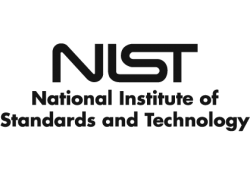 NIST
National Institute of
Standards and Technology